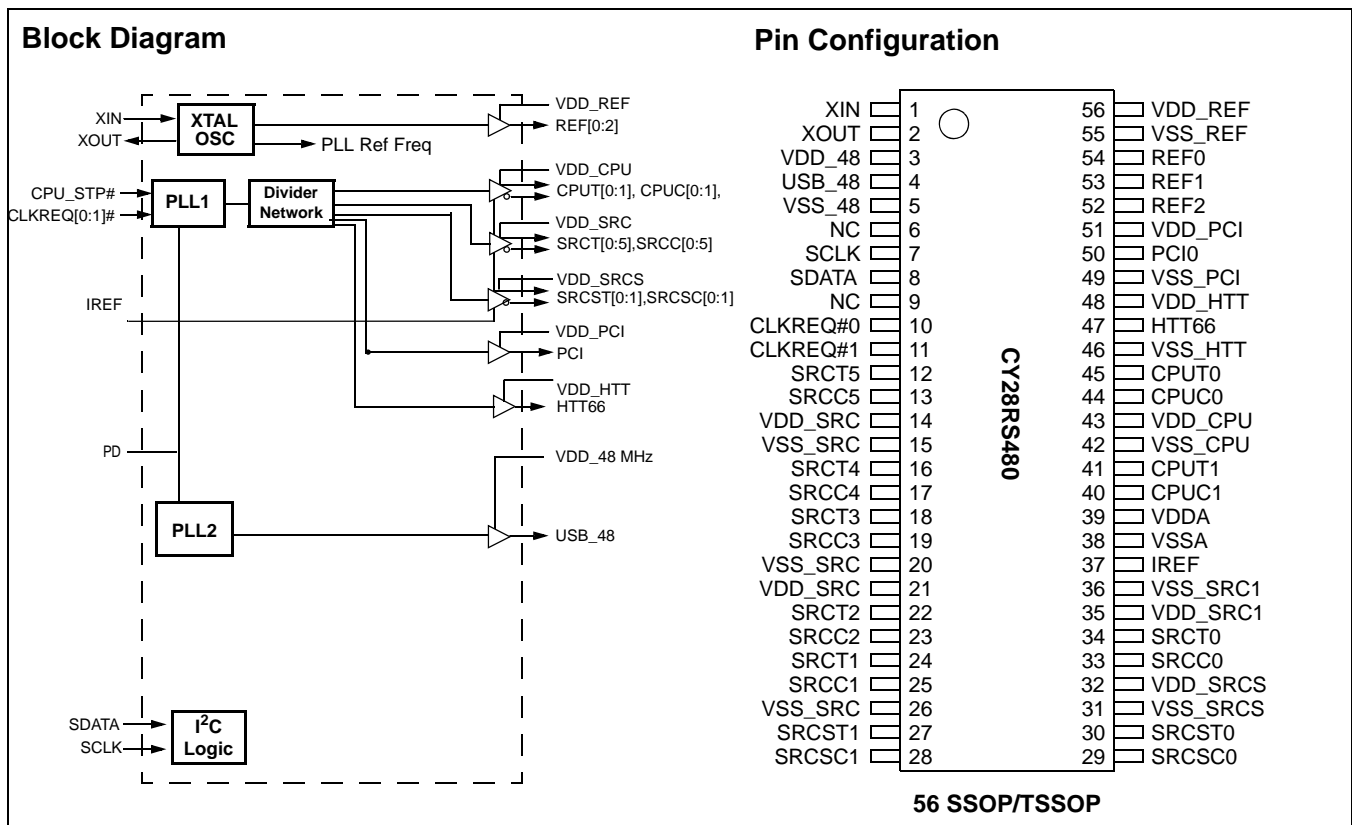 Block Diagram
XIN
XOUT
XTAL
OSC
PLL Ref Freq
VDD_REF
REF[0:2]
CPU_STP#
CLKREQ[0:1]#
PLL1
Divider
Network
VDD_CPU
CPUT[0:1], CPUC[0:1],
VDD_SRC
SRCT[0:5],SRCC[0:5]
VDD_SRCS
SRCST[0:1],SRCSC[0:1]
IREF
VDD_PCI
PCI
VDD_HTT
HTT66
PD
VDD_48 MHz
PLL2
USB_48
SDATA
SCLK
I2C
Logic
Pin Configuration
XIN 1 56 VDD_REF
XOUT 2 55 VSS_REF
VDD_48 3 54 REF0
USB_48 4 53 REF1
VSS_48 5 52 REF2
NC 6 51 VDD_PCI
SCLK 7 50 PCI0
SDATA 8 49 VSS_PCI
NC 9 48 VDD_HTT
CLKREQ#0 10 47 HTT66
CLKREQ#1 11 46 VSS_HTT
SRCT5 12 45 CPUT0
SRCC5 13 44 CPUC0
VDD_SRC 14 43 VDD_CPU
VSS_SRC 15 42 VSS_CPU
SRCT4 16 41 CPUT1
SRCC4 17 40 CPUC1
SRCT3 18 39 VDDA
SRCC3 19 38 VSSA
VSS_SRC 20 37 IREF
VDD_SRC 21 36 VSS_SRC1
SRCT2 22 35 VDD_SRC1
SRCC2 23 34 SRCT0
SRCT1 24 33 SRCC0
SRCC1 25 32 VDD_SRCS
VSS_SRC 26 31 VSS_SRCS
SRCST1 27 30 SRCST0
SRCSC1 28 29 SRCSC0
CY28RS480
56 SSOP/TSSOP